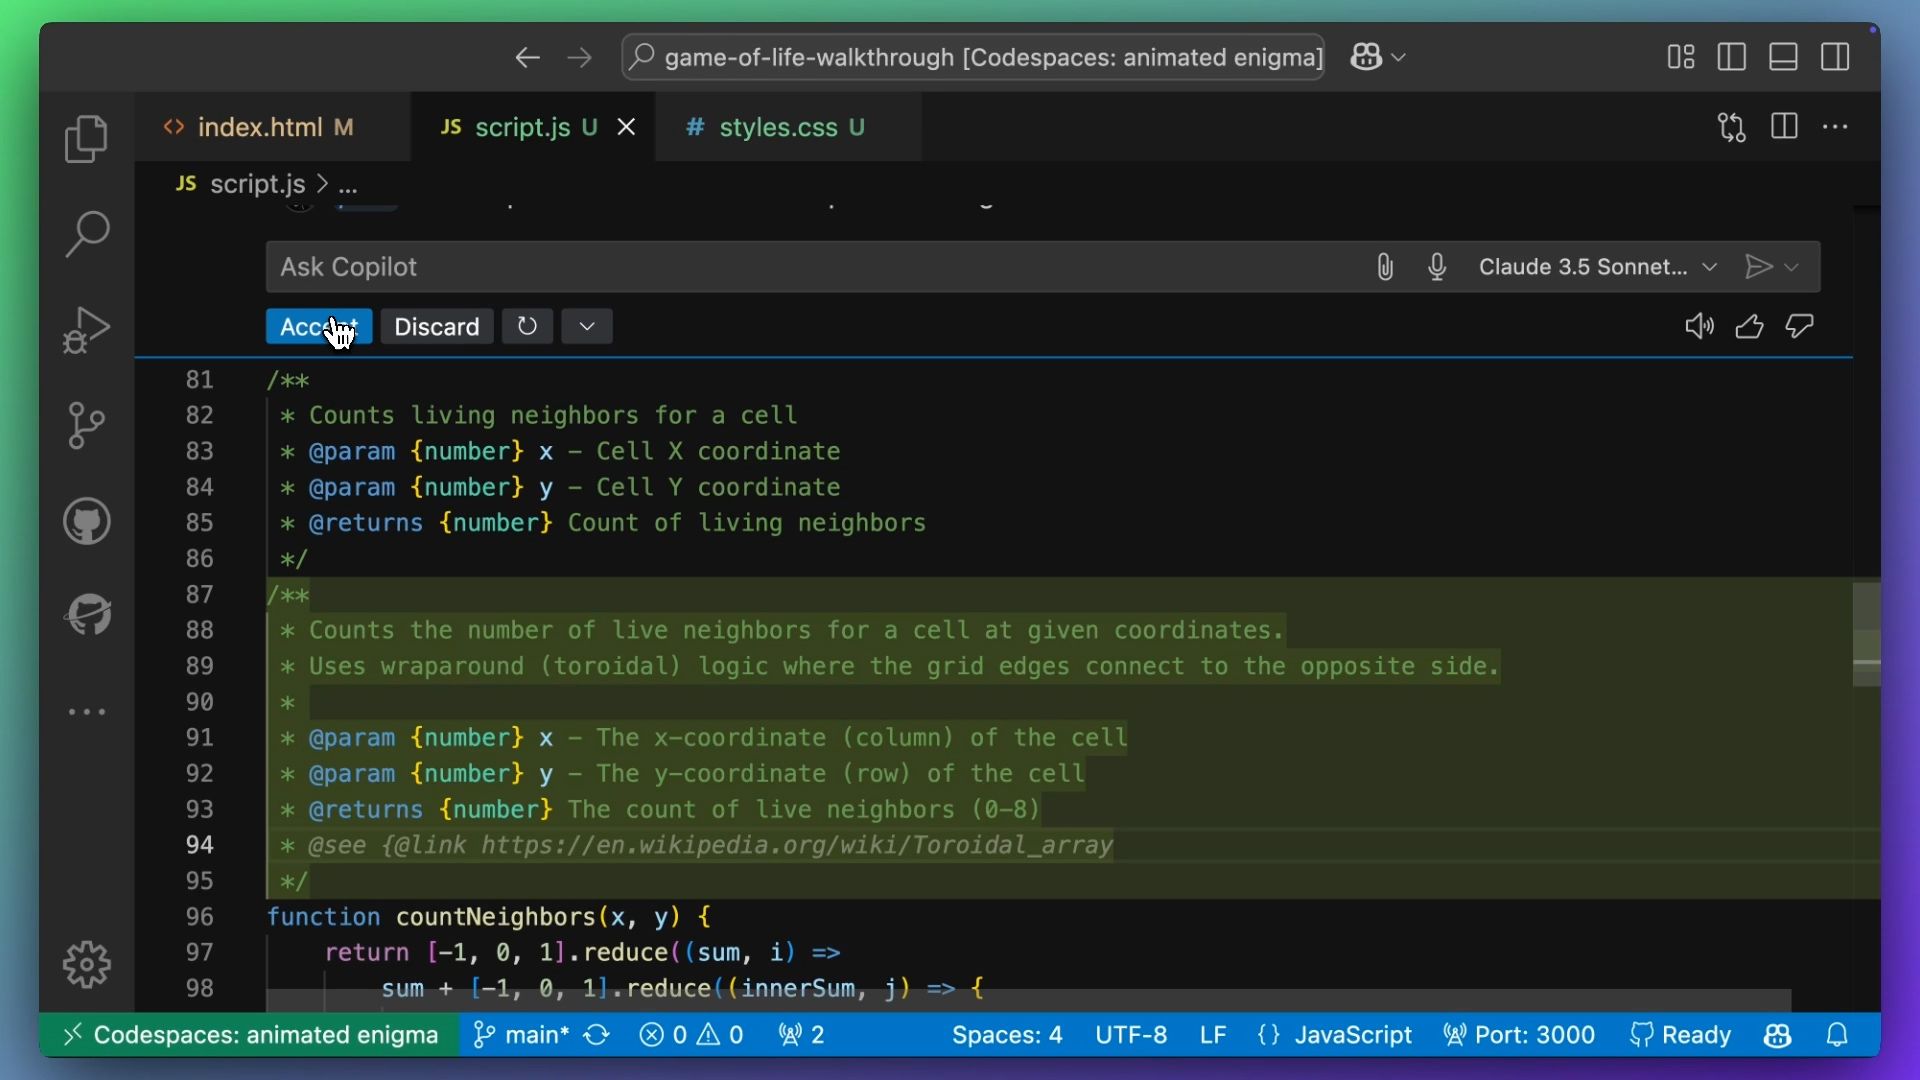 game-of-life-walkthrough [Codespaces: animated enigma]
<> index.html M
JS script.js U
# styles.css U
JS script.js > ...
Ask Copilot
Claude 3.5 Sonnet...
Discard
81 /**
82 * Counts living neighbors for a cell
83 * @param {number} x - Cell X coordinate
84 * @param {number} y - Cell Y coordinate
85 * @returns {number} Count of living neighbors
86 */
87 /**
88 * Counts the number of live neighbors for a cell at given coordinates.
89 * Uses wraparound (toroidal) logic where the grid edges connect to the opposite side.
90 *
91 * @param {number} x - The x-coordinate (column) of the cell
92 * @param {number} y - The y-coordinate (row) of the cell
93 * @returns {number} The count of live neighbors (0-8)
94 * @see {@link https://en.wikipedia.org/wiki/Toroidal_array
95 */
96 function countNeighbors(x, y) {
97 return [-1, 0, 1].reduce((sum, i) =>
98 sum + [-1, 0, 1].reduce((innerSum, j) => {
Codespaces: animated enigma main* 0 0 2 Spaces: 4 UTF-8 LF {} JavaScript Port: 3000 Ready